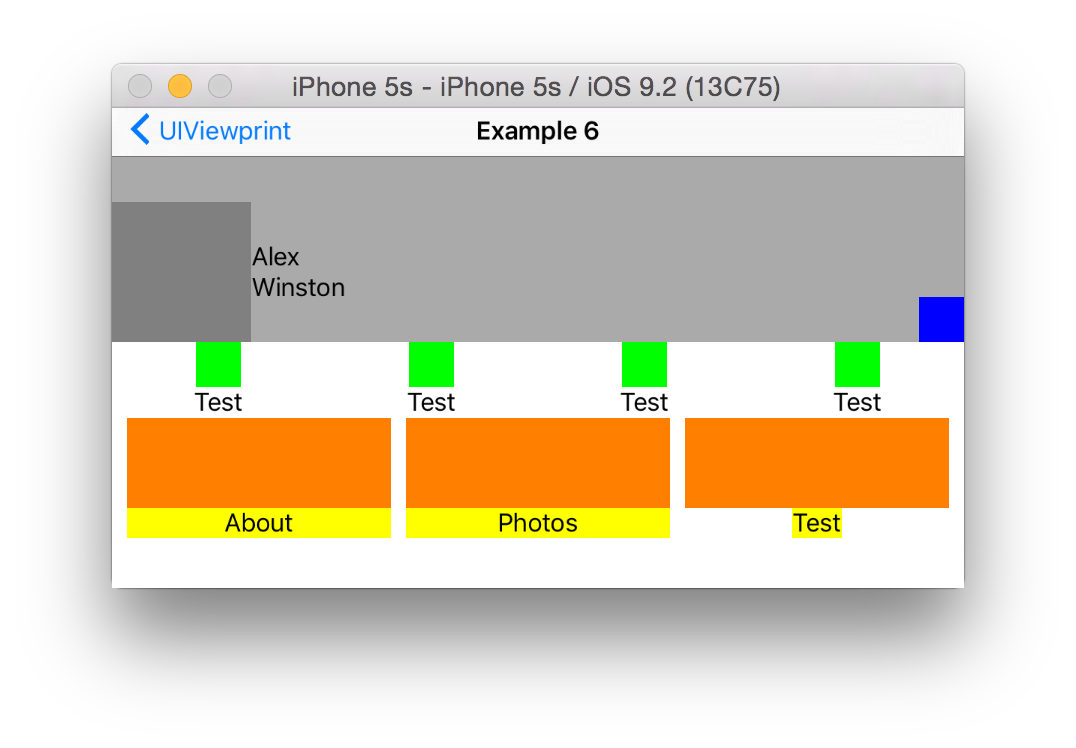 iPhone 5s - iPhone 5s / iOS 9.2 (13C75)
UIViewprint Example 6
Alex
Winston
Test Test Test Test
About Photos Test